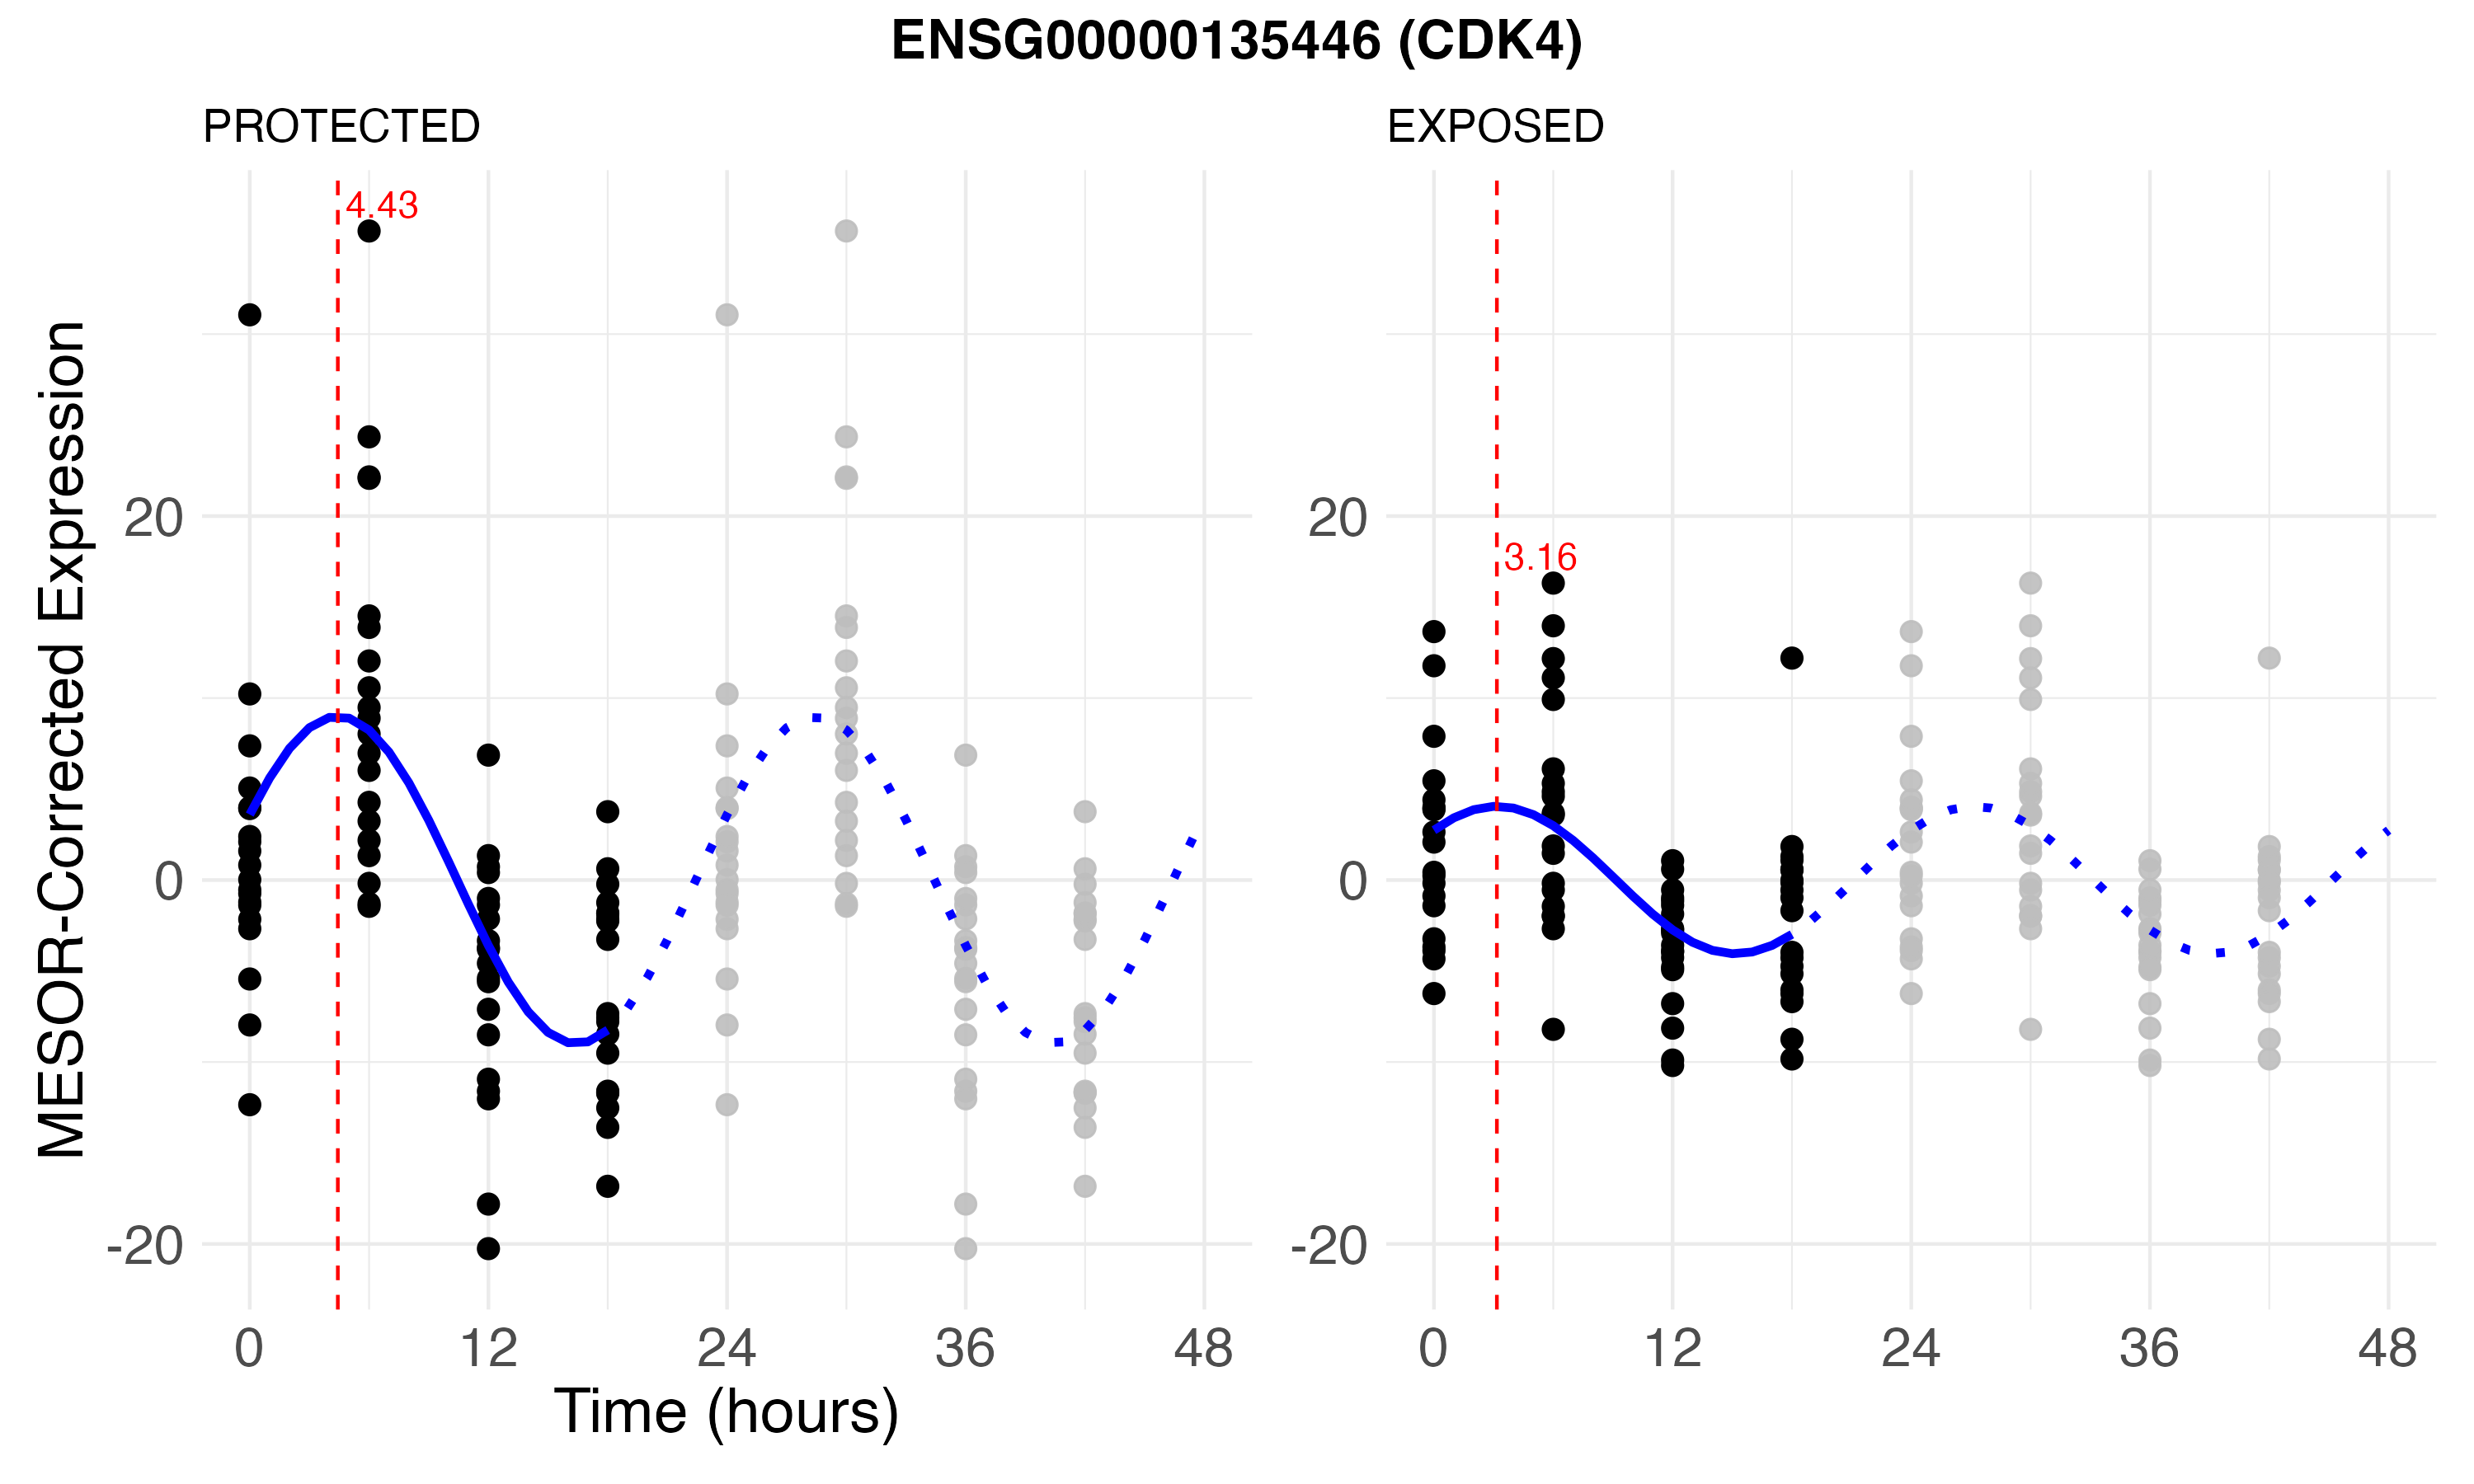 ENSG00000135446 (CDK4)
PROTECTED
EXPOSED
MESOR-Corrected Expression
4.43
3.16
20
0
-20
20
0
-20
0 12 24 36 48
0 12 24 36 48
Time (hours)